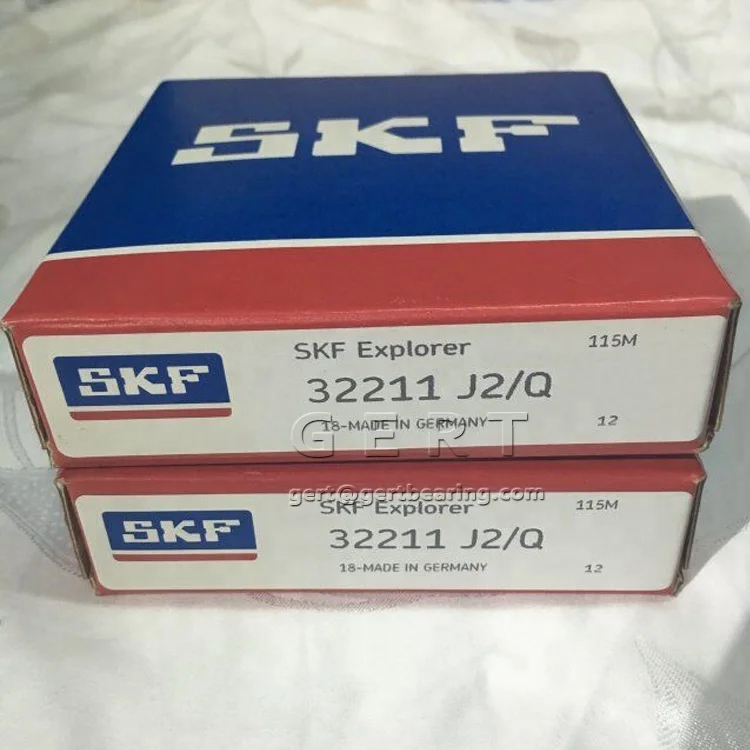 SKF
SKF Explorer 115M
SKF 32211 J2/Q
18-MADE IN GERMANY 12
GERT
gert@gertbearing.com
SKF Explorer 115M
SKF 32211 J2/Q
18-MADE IN GERMANY 12